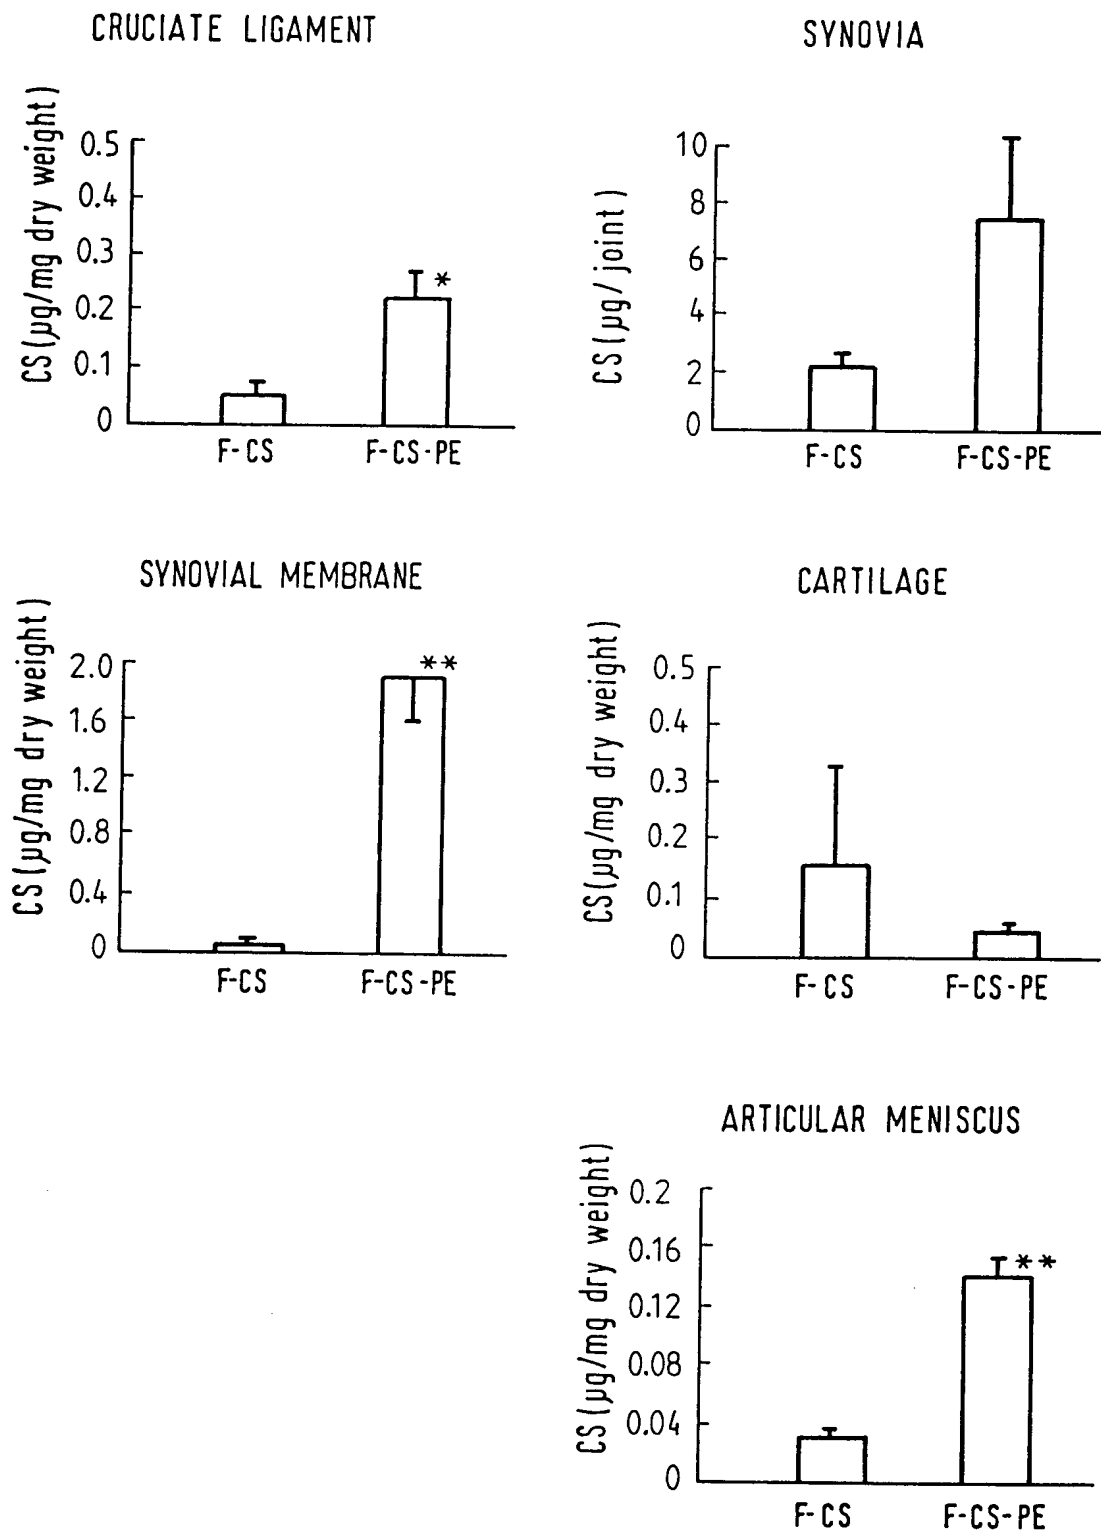 CRUCIATE LIGAMENT
CS (µg/mg dry weight)
0.5
0.4
0.3
0.2
0.1
0
*
F-CS
F-CS-PE
SYNOVIA
CS (µg/joint)
10
8
6
4
2
0
F-CS
F-CS-PE
SYNOVIAL MEMBRANE
CS (µg/mg dry weight)
2.0
1.6
1.2
0.8
0.4
0
**
F-CS
F-CS-PE
CARTILAGE
CS (µg/mg dry weight)
0.5
0.4
0.3
0.2
0.1
0
F-CS
F-CS-PE
ARTICULAR MENISCUS
CS (µg/mg dry weight)
0.2
0.16
0.12
0.08
0.04
0
**
F-CS
F-CS-PE